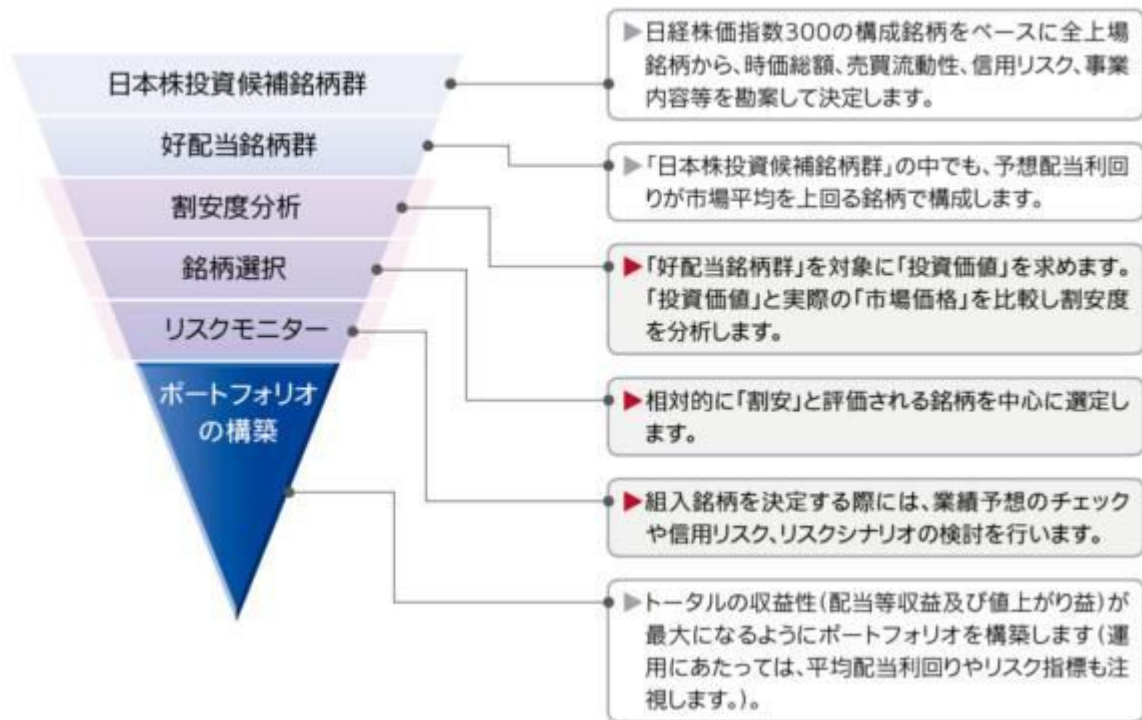 日本株投資候補銘柄群
好配当銘柄群
割安度分析
銘柄選択
リスクモニター
ポートフォリオ
の構築
▶日経株価指数300の構成銘柄をベースに全上場
銘柄から、時価総額、売買流動性、信用リスク、事業
内容等を勘案して決定します。
▶「日本株投資候補銘柄群」の中でも、予想配当利回
りが市場平均を上回る銘柄で構成します。
▶「好配当銘柄群」を対象に「投資価値」を求めます。
「投資価値」と実際の「市場価格」を比較し割安度
を分析します。
▶相対的に「割安」と評価される銘柄を中心に選定し
ます。
▶組入銘柄を決定する際には、業績予想のチェック
や信用リスク、リスクシナリオの検討を行います。
▶トータルの収益性(配当等収益及び値上がり益)が
最大になるようにポートフォリオを構築します(運
用にあたっては、平均配当利回りやリスク指標も注
視します。)。